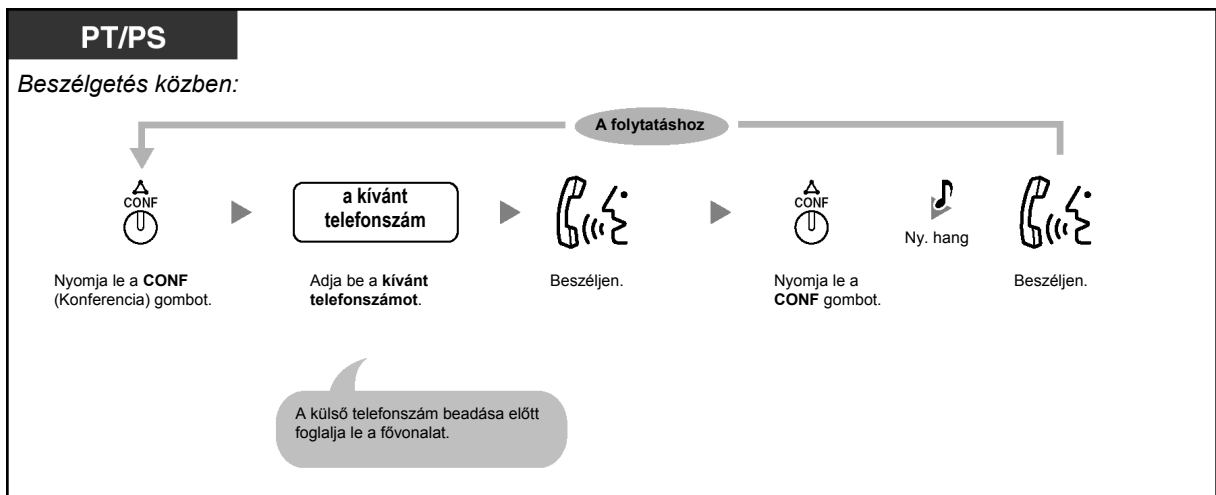 PT/PS
Beszélgetés közben:
A folytatáshoz
CONF
a kívánt
telefonszám
CONF
Ny. hang
Nyomja le a CONF
(Konferencia) gombot.
Adja be a kívánt
telefonszámot.
Beszéljen.
Nyomja le a
CONF gombot.
Beszéljen.
A külső telefonszám beadása előtt
foglalja le a fővonalat.